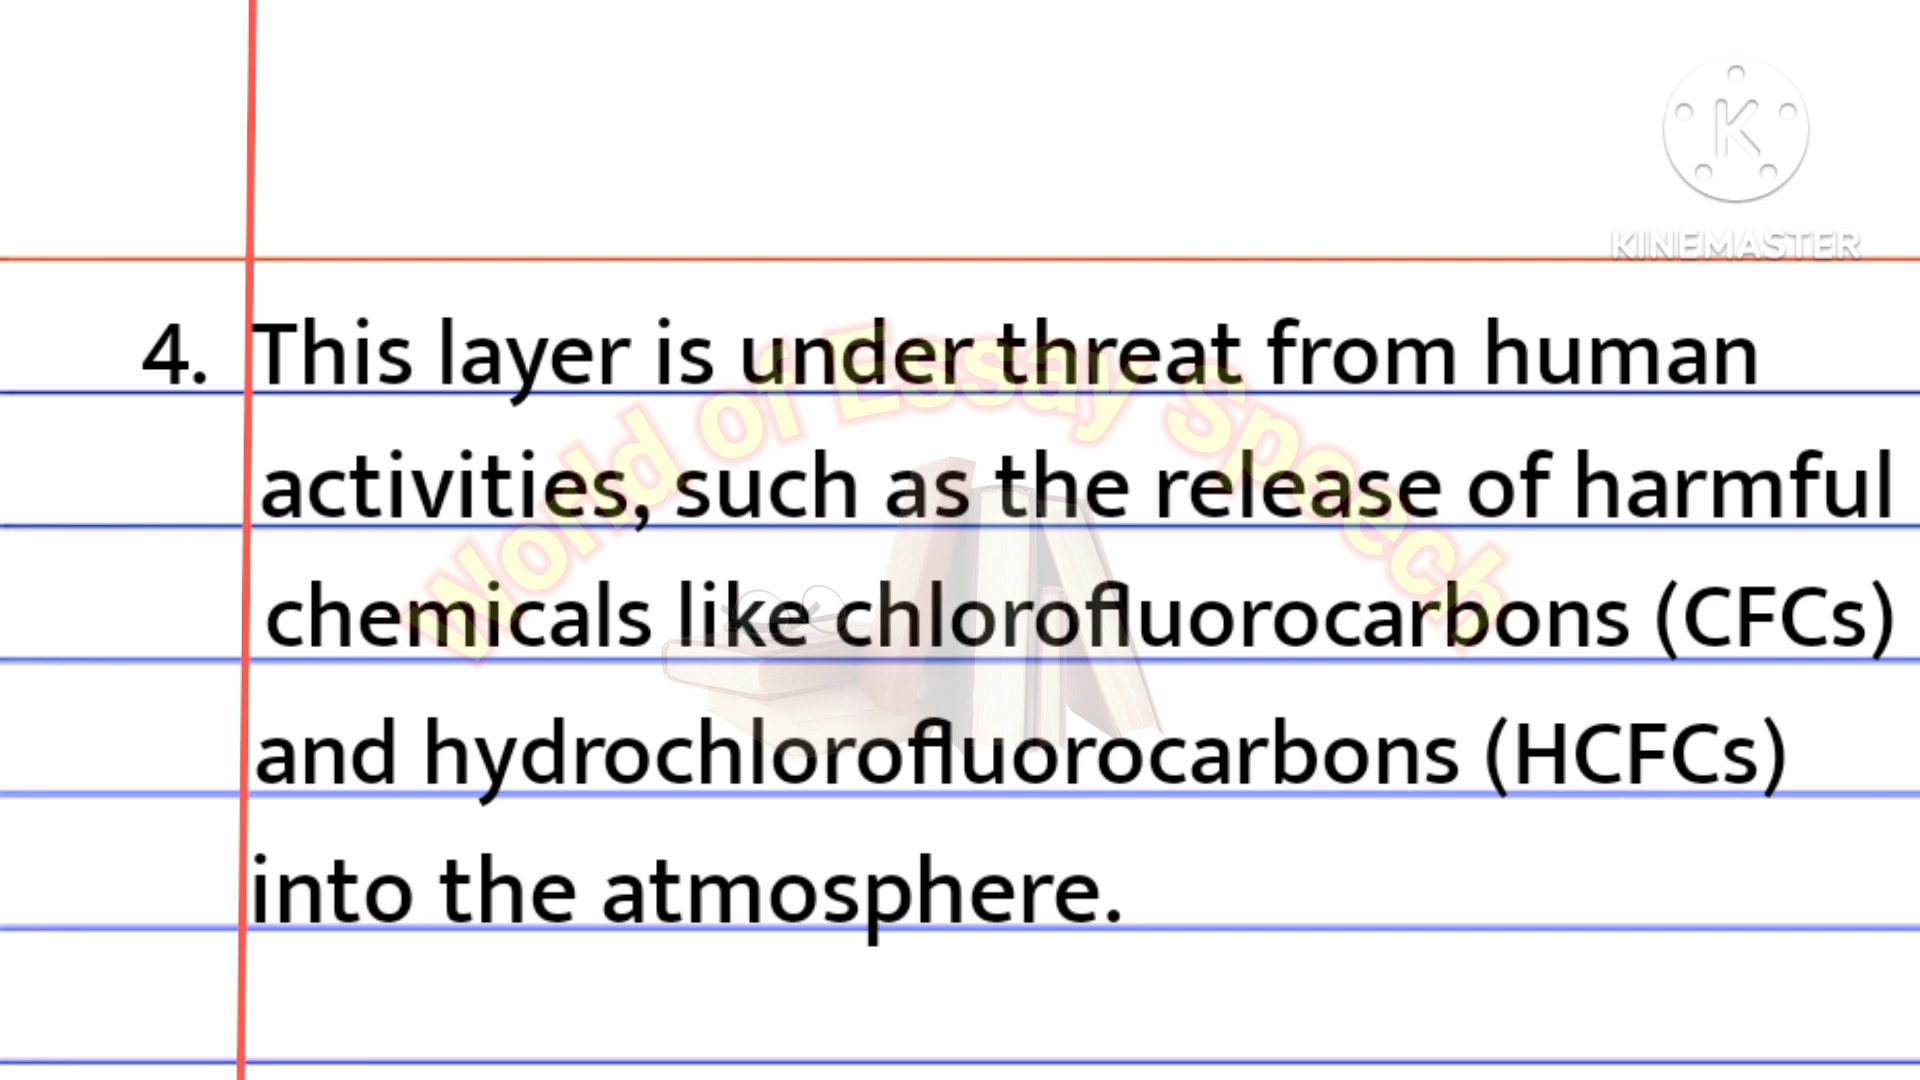 K
KINEMASTER
4. This layer is under threat from human
activities, such as the release of harmful
chemicals like chlorofluorocarbons (CFCs)
and hydrochlorofluorocarbons (HCFCs)
into the atmosphere.
World of Essay Speech